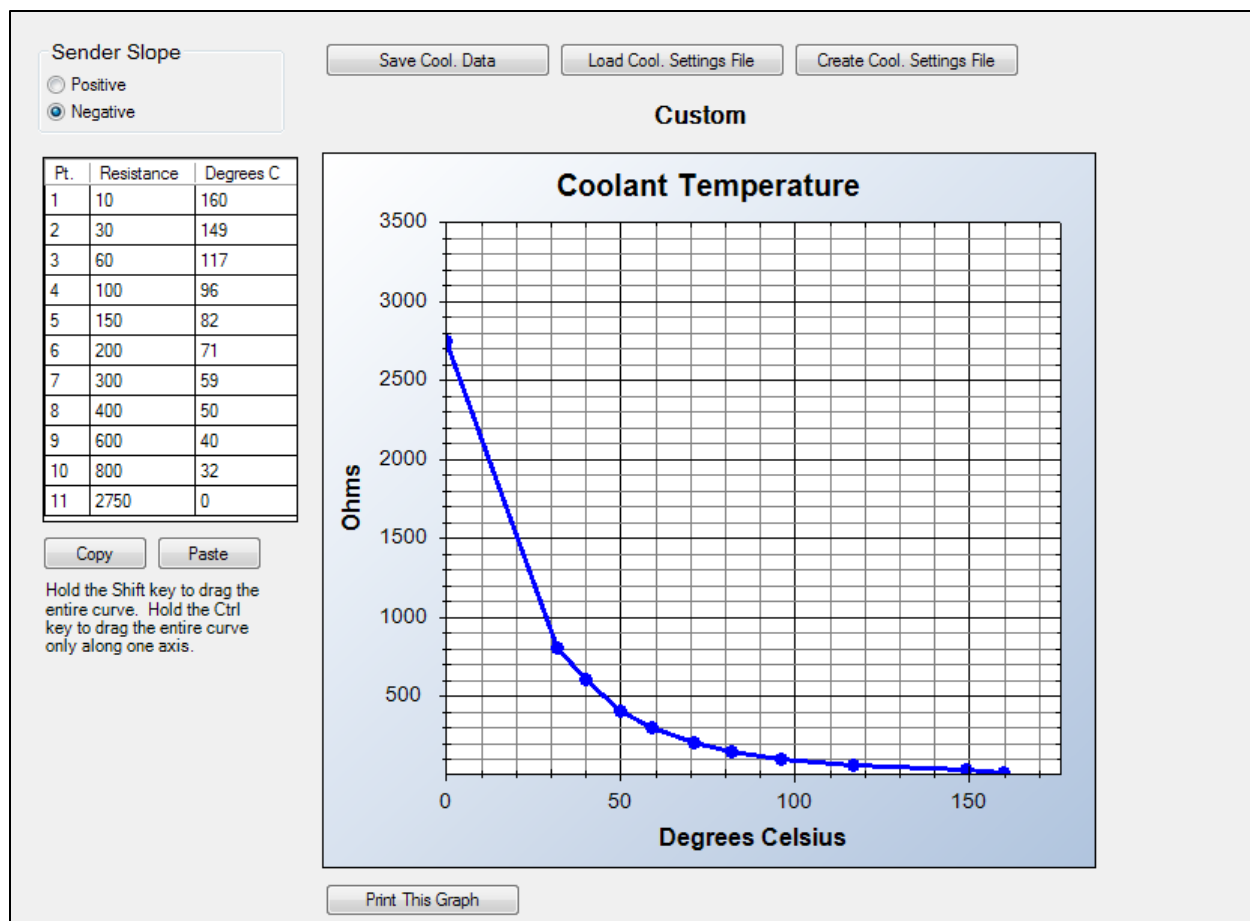 Sender Slope
Positive
Negative
Save Cool. Data
Load Cool. Settings File
Create Cool. Settings File
Custom
Pt. Resistance Degrees C
1 10 160
2 30 149
3 60 117
4 100 96
5 150 82
6 200 71
7 300 59
8 400 50
9 600 40
10 800 32
11 2750 0
Copy
Paste
Hold the Shift key to drag the
entire curve. Hold the Ctrl
key to drag the entire curve
only along one axis.
Coolant Temperature
3500
3000
2500
2000
1500
1000
500
Ohms
0 50 100 150
Degrees Celsius
Print This Graph